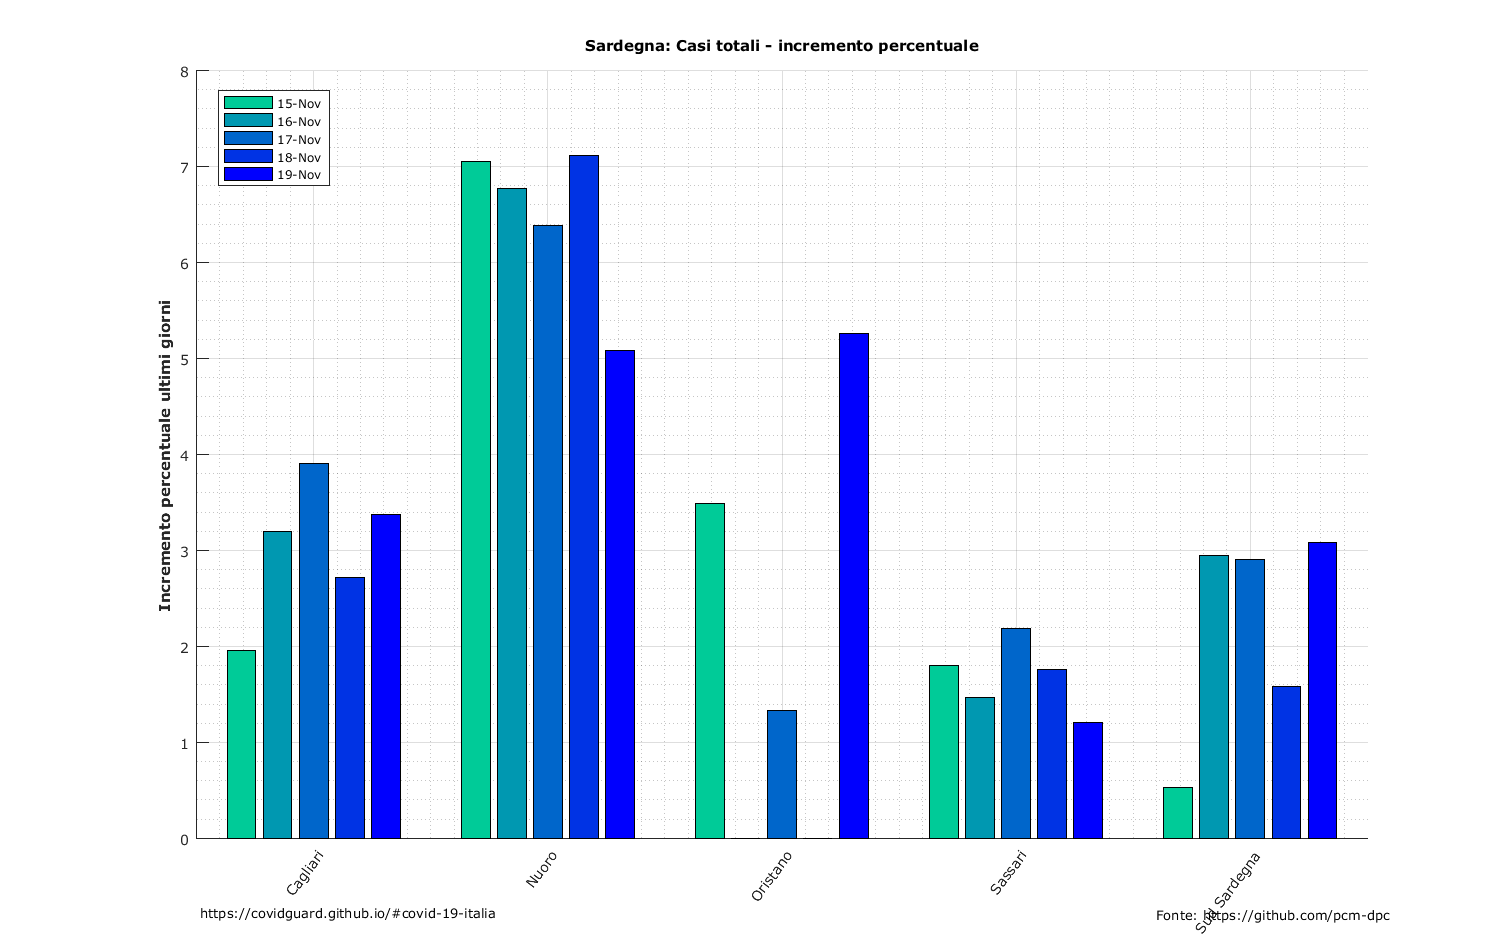 Sardegna: Casi totali - incremento percentuale
8
7
6
5
4
3
2
1
0
Incremento percentuale ultimi giorni
15-Nov
16-Nov
17-Nov
18-Nov
19-Nov
Cagliari
Nuoro
Oristano
Sassari
Sud Sardegna
https://covidguard.github.io/#covid-19-italia
Fonte: https://github.com/pcm-dpc